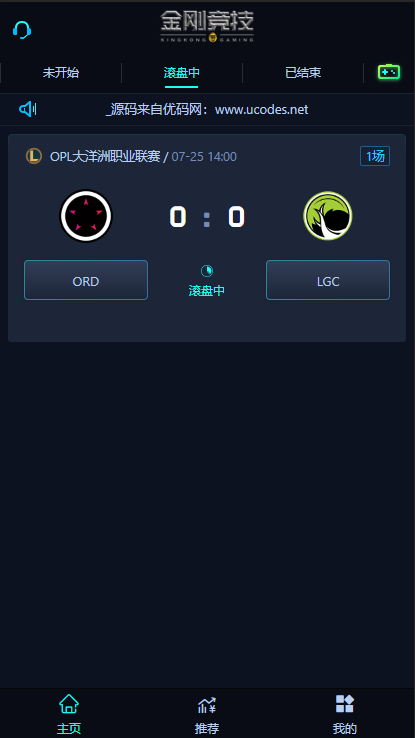 金刚竞技
KINGKONG GAMING
未开始 滚盘中 已结束
_源码来自优码网：www.ucodes.net
OPL大洋洲职业联赛 / 07-25 14:00 1场
0 : 0
ORD 滚盘中 LGC
主页 推荐 我的